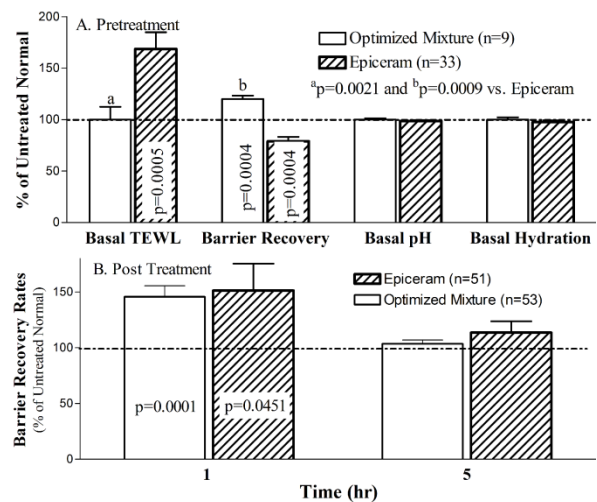 A. Pretreatment
Optimized Mixture (n=9)
Epiceram (n=33)
ap=0.0021 and bp=0.0009 vs. Epiceram
% of Untreated Normal
200
150
100
50
0
a
b
p=0.0005
p=0.0004
p=0.0004
Basal TEWL
Barrier Recovery
Basal pH
Basal Hydration
B. Post Treatment
Epiceram (n=51)
Optimized Mixture (n=53)
Barrier Recovery Rates
(% of Untreated Normal)
150
100
50
0
p=0.0001
p=0.0451
1
5
Time (hr)